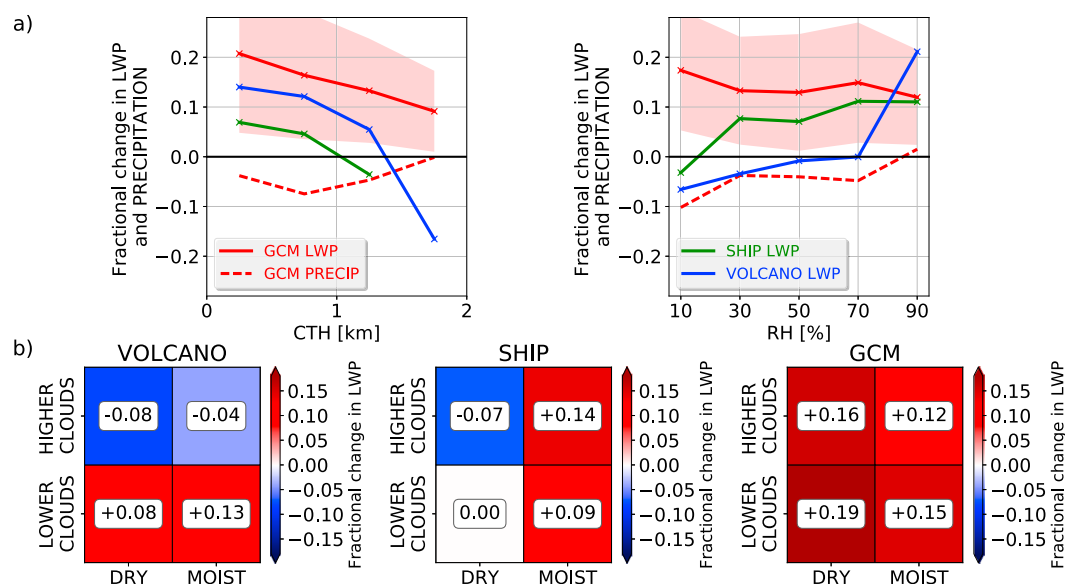 a)
Fractional change in LWP
and PRECIPITATION
0.2
0.1
0.0
−0.1
−0.2
GCM LWP
GCM PRECIP
0
1
2
CTH [km]
Fractional change in LWP
and PRECIPITATION
0.2
0.1
0.0
−0.1
−0.2
SHIP LWP
VOLCANO LWP
10
30
50
70
90
RH [%]
b)
VOLCANO
HIGHER
CLOUDS
LOWER
CLOUDS
-0.08
-0.04
+0.08
+0.13
DRY
MOIST
0.15
0.10
0.05
0.00
−0.05
−0.10
−0.15
Fractional change in LWP
SHIP
HIGHER
CLOUDS
LOWER
CLOUDS
-0.07
+0.14
0.00
+0.09
DRY
MOIST
0.15
0.10
0.05
0.00
−0.05
−0.10
−0.15
Fractional change in LWP
GCM
HIGHER
CLOUDS
LOWER
CLOUDS
+0.16
+0.12
+0.19
+0.15
DRY
MOIST
0.15
0.10
0.05
0.00
−0.05
−0.10
−0.15
Fractional change in LWP